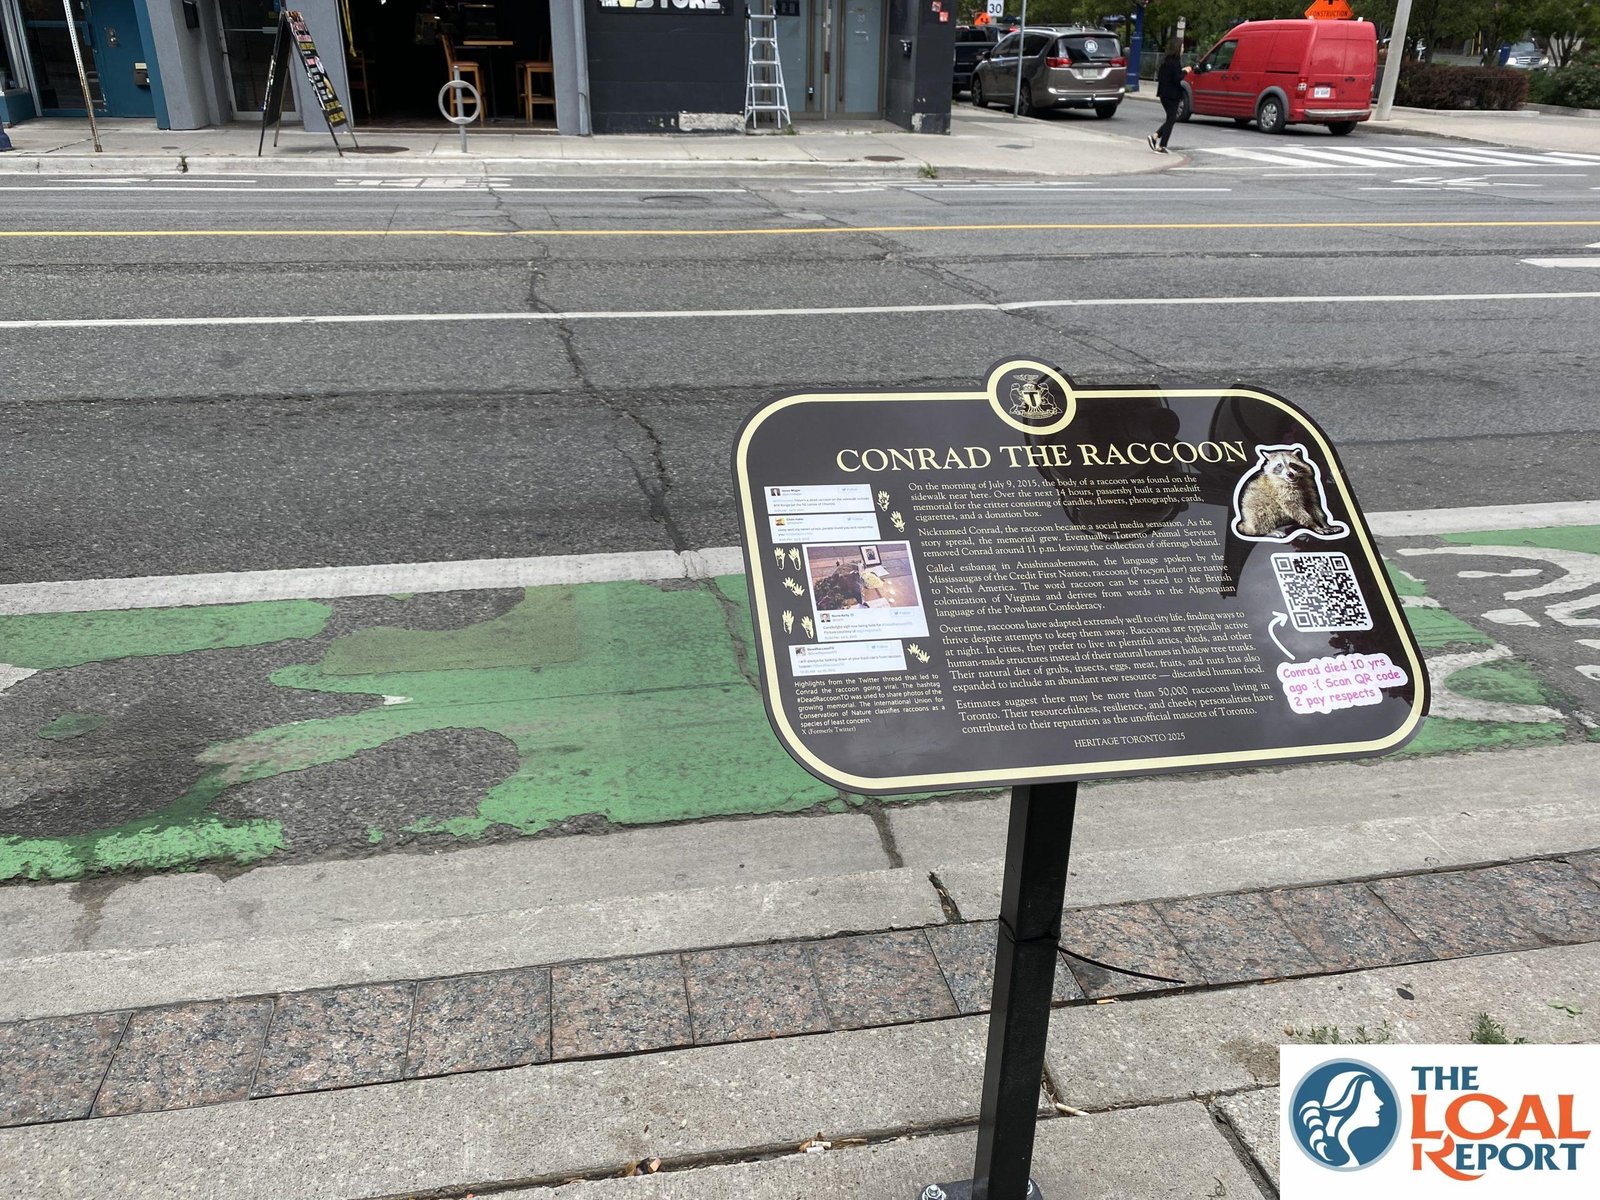 STORE
30
CONSTRUCTION
CONRAD THE RACCOON
On the morning of July 9, 2015, the body of a raccoon was found on the
sidewalk near here. Over the next 14 hours, passersby built a makeshift
memorial for the critter consisting of candles, flowers, photographs, cards,
cigarettes, and a donation box.
Nicknamed Conrad, the raccoon became a social media sensation. As the
story spread, the memorial grew. Eventually, Toronto Animal Services
removed Conrad around 11 p.m. leaving the collection of offerings behind.
Called esibanag in Anishinaabemowin, the language spoken by the
Mississaugas of the Credit First Nation, raccoons (Procyon lotor) are native
to North America. The word raccoon can be traced to the British
colonization of Virginia and derives from words in the Algonquian
language of the Powhatan Confederacy.
Over time, raccoons have adapted extremely well to city life, finding ways to
thrive despite attempts to keep them away. Raccoons are typically active
at night. In cities, they prefer to live in plentiful attics, sheds, and other
human-made structures instead of their natural homes in hollow tree trunks.
Their natural diet of grubs, insects, eggs, meat, fruits, and nuts has also
expanded to include an abundant new resource — discarded human food.
Estimates suggest there may be more than 50,000 raccoons living in
Toronto. Their resourcefulness, resilience, and cheeky personalities have
contributed to their reputation as the unofficial mascots of Toronto.
HERITAGE TORONTO 2025
Highlights from the Twitter thread that led to
Conrad the raccoon going viral. The hashtag
#DeadRaccoonTO was used to share photos of the
growing memorial. The International Union for
Conservation of Nature classifies raccoons as a
species of least concern.
X (Formerly Twitter)
Conrad died 10 yrs
ago :( Scan QR code
2 pay respects
THE
LOCAL
REPORT